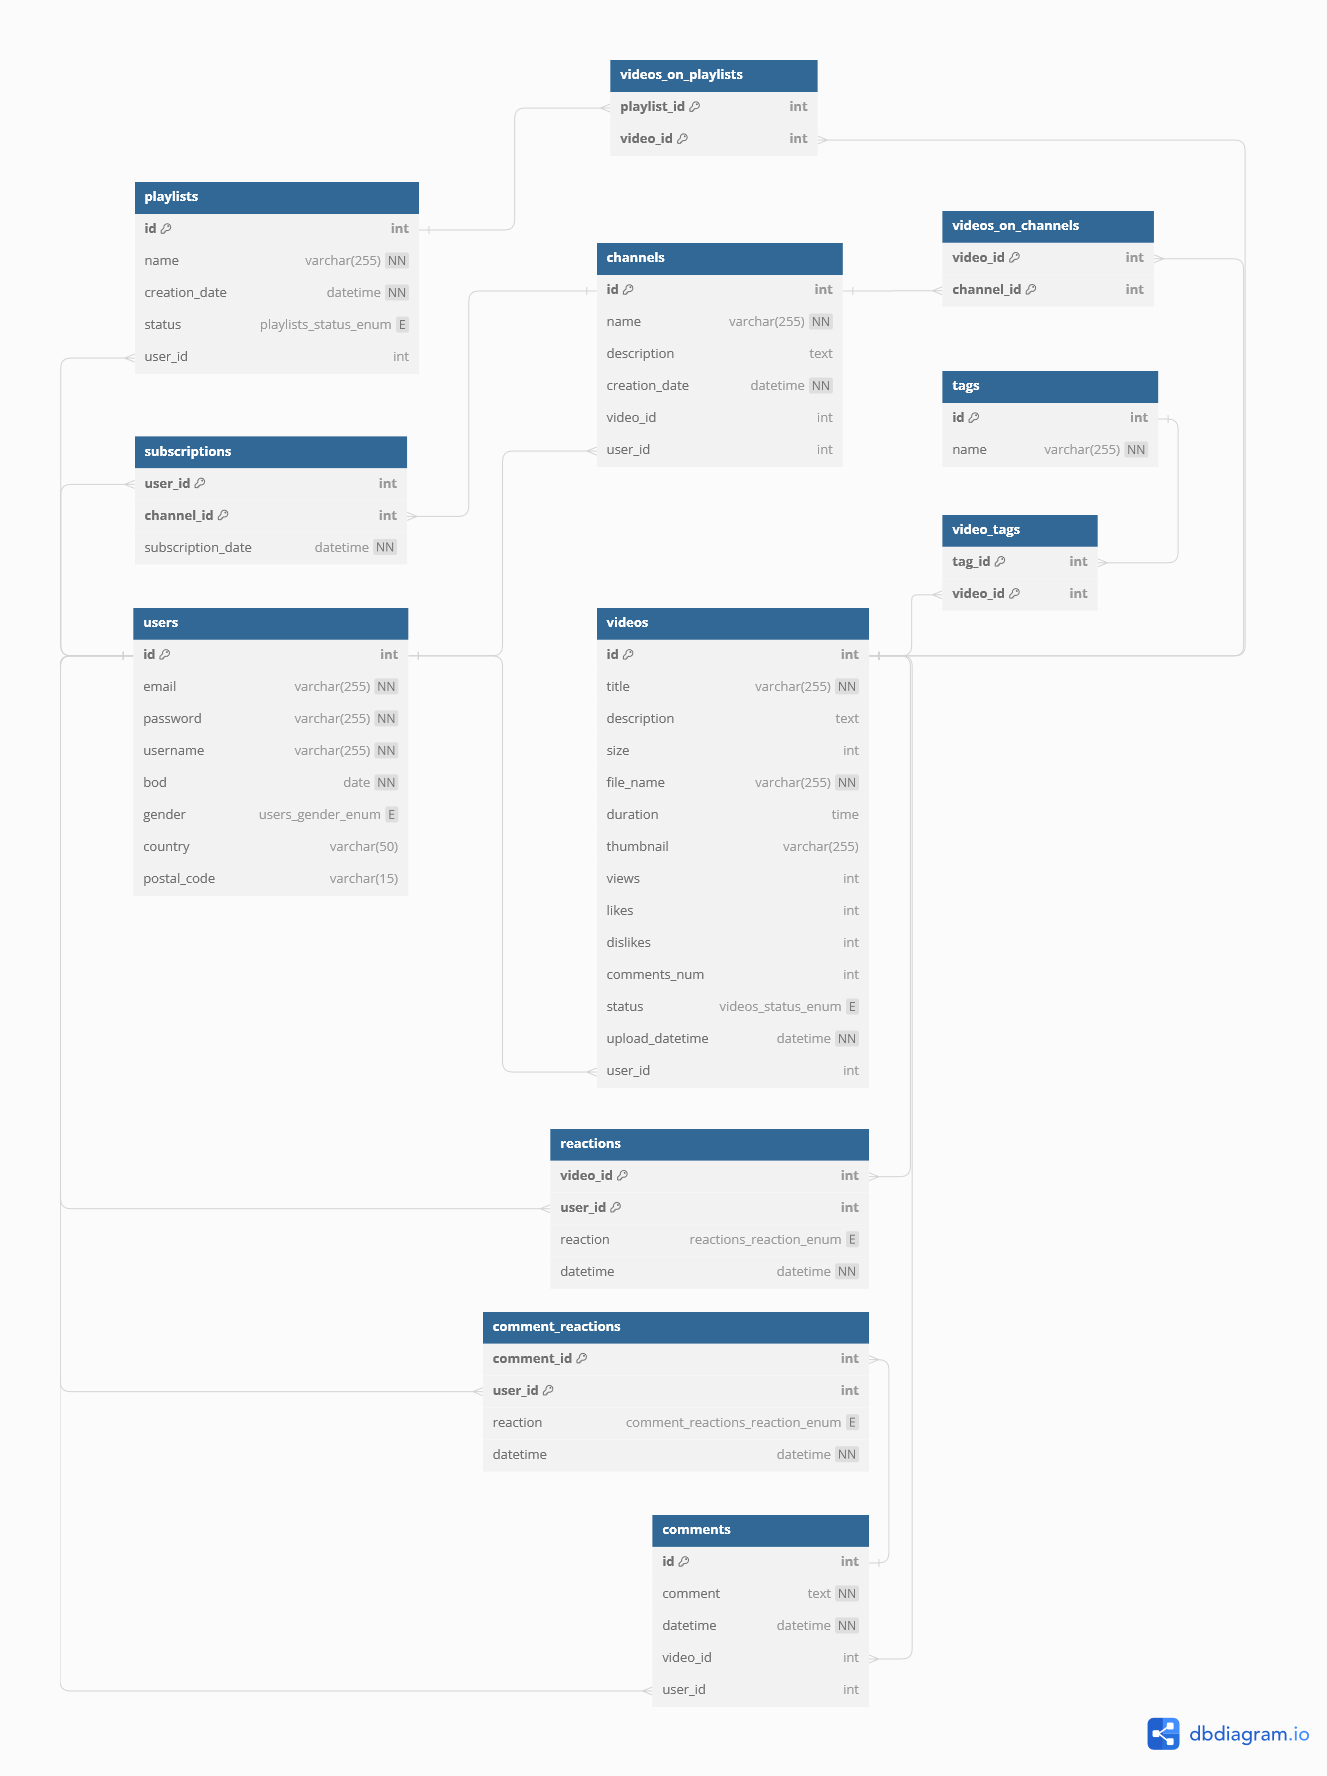 videos_on_playlists
playlist_id int
video_id int
playlists
id int
name varchar(255) NN
creation_date datetime NN
status playlists_status_enum E
user_id int
channels
id int
name varchar(255) NN
description text
creation_date datetime NN
video_id int
user_id int
videos_on_channels
video_id int
channel_id int
tags
id int
name varchar(255) NN
subscriptions
user_id int
channel_id int
subscription_date datetime NN
video_tags
tag_id int
video_id int
users
id int
email varchar(255) NN
password varchar(255) NN
username varchar(255) NN
bod date NN
gender users_gender_enum E
country varchar(50)
postal_code varchar(15)
videos
id int
title varchar(255) NN
description text
size int
file_name varchar(255) NN
duration time
thumbnail varchar(255)
views int
likes int
dislikes int
comments_num int
status videos_status_enum E
upload_datetime datetime NN
user_id int
reactions
video_id int
user_id int
reaction reactions_reaction_enum E
datetime datetime NN
comment_reactions
comment_id int
user_id int
reaction comment_reactions_reaction_enum E
datetime datetime NN
comments
id int
comment text NN
datetime datetime NN
video_id int
user_id int
dbdiagram.io